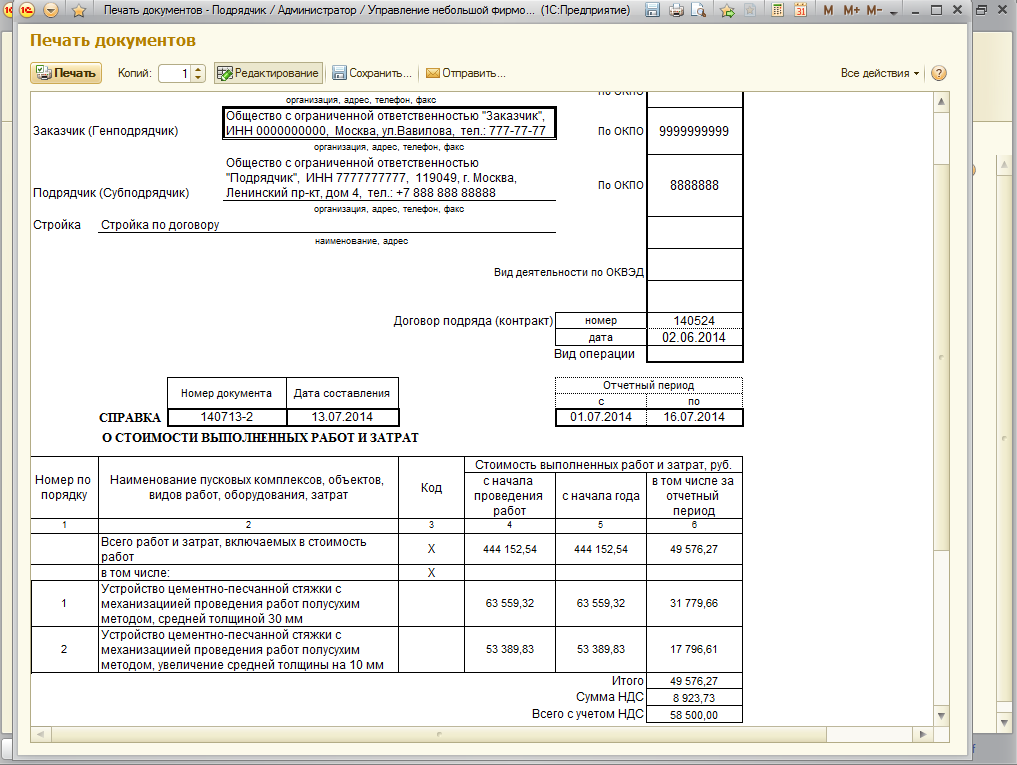 Печать документов - Подрядчик / Администратор / Управление небольшой фирмо... (1С:Предприятие)
M M+ M-
Печать документов
Печать Копий: 1 Редактирование Сохранить... Отправить... Все действия
организация, адрес, телефон, факс
По ОКПО
Заказчик (Генподрядчик)
Общество с ограниченной ответственностью "Заказчик",
ИНН 0000000000, Москва, ул.Вавилова, тел.: 777-77-77
По ОКПО 9999999999
организация, адрес, телефон, факс
Общество с ограниченной ответственностью
"Подрядчик", ИНН 7777777777, 119049, г. Москва,
Ленинский пр-кт, дом 4, тел.: +7 888 888 88888
Подрядчик (Субподрядчик)
По ОКПО 8888888
организация, адрес, телефон, факс
Стройка Стройка по договору
наименование, адрес
Вид деятельности по ОКВЭД
Договор подряда (контракт) номер 140524
дата 02.06.2014
Вид операции
Номер документа Дата составления
Отчетный период
с по
СПРАВКА 140713-2 13.07.2014 01.07.2014 16.07.2014
О СТОИМОСТИ ВЫПОЛНЕННЫХ РАБОТ И ЗАТРАТ
Номер по
порядку
Наименование пусковых комплексов, объектов,
видов работ, оборудования, затрат
Код
Стоимость выполненных работ и затрат, руб.
с начала
проведения
работ
с начала года
в том числе за
отчетный
период
1 2 3 4 5 6
Всего работ и затрат, включаемых в стоимость
работ
X 444 152,54 444 152,54 49 576,27
в том числе: X
1
Устройство цементно-песчанной стяжки с
механизациией проведения работ полусухим
методом, средней толщиной 30 мм
63 559,32 63 559,32 31 779,66
2
Устройство цементно-песчанной стяжки с
механизациией проведения работ полусухим
методом, увеличение средней толщины на 10 мм
53 389,83 53 389,83 17 796,61
Итого 49 576,27
Сумма НДС 8 923,73
Всего с учетом НДС 58 500,00